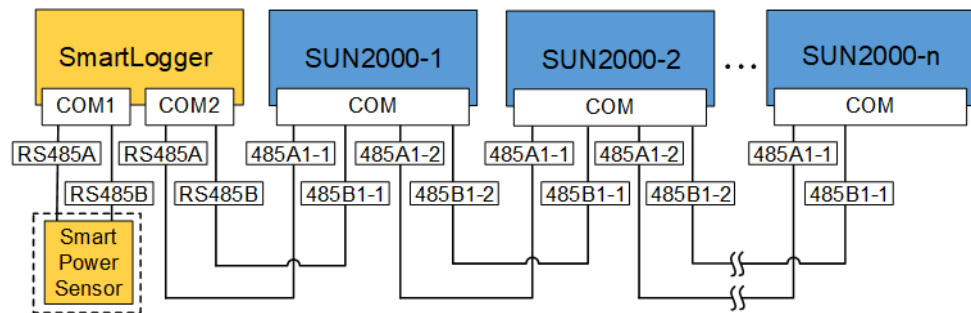 SmartLogger
SUN2000-1
SUN2000-2
...
SUN2000-n
COM1
COM2
COM
COM
COM
RS485A
RS485A
485A1-1
485A1-2
485A1-1
485A1-2
485A1-1
RS485B
RS485B
485B1-1
485B1-2
485B1-1
485B1-2
485B1-1
Smart
Power
Sensor